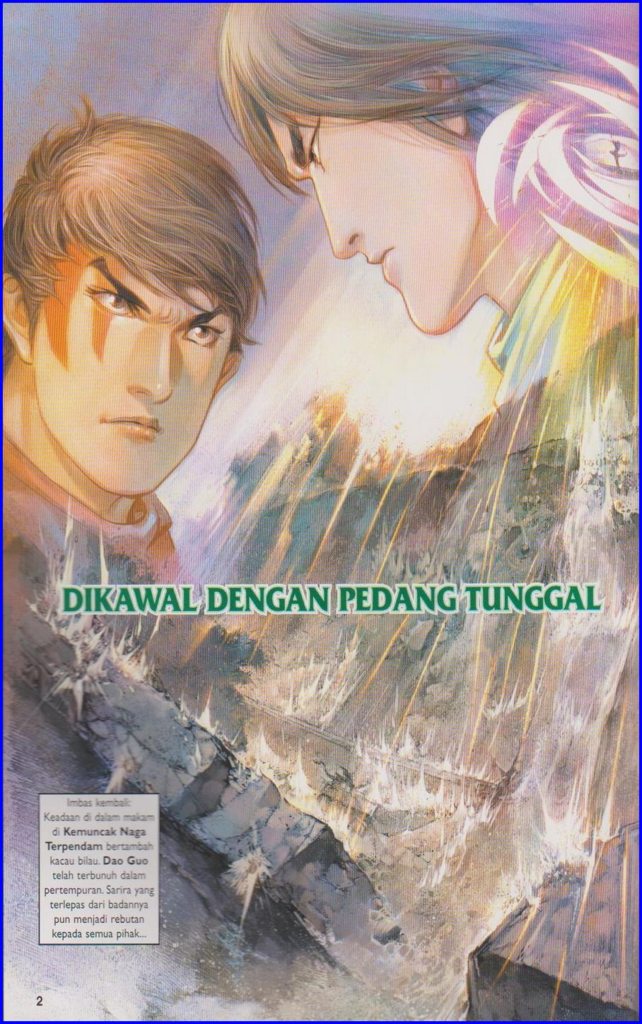 DIKAWAL DENGAN PEDANG TUNGGAL
Imbas kembali:
Keadaan di dalam makam
di Kemuncak Naga
Terpendam bertambah
kacau bilau. Dao Guo
telah terbunuh dalam
pertempuran. Sarira yang
terlepas dari badannya
pun menjadi rebutan
kepada semua pihak...
2